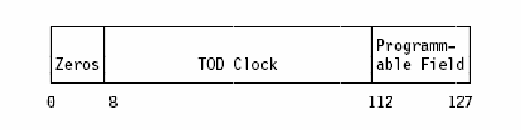 Programm-
Zeros TOD Clock able Field
0 8 112 127